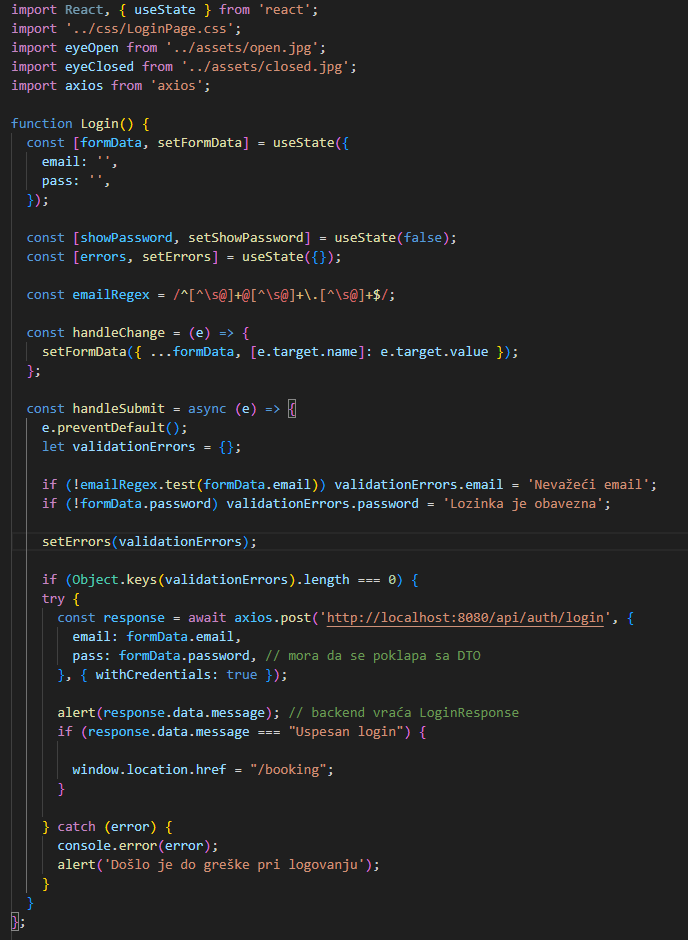 import React, { useState } from 'react';
import '../css/LoginPage.css';
import eyeOpen from '../assets/open.jpg';
import eyeClosed from '../assets/closed.jpg';
import axios from 'axios';

function Login() {
  const [formData, setFormData] = useState({
    email: '',
    pass: '',
  });

  const [showPassword, setShowPassword] = useState(false);
  const [errors, setErrors] = useState({});

  const emailRegex = /^[^\s@]+@[^\s@]+\.[^\s@]+$/;

  const handleChange = (e) => {
    setFormData({ ...formData, [e.target.name]: e.target.value });
  };

  const handleSubmit = async (e) => {
    e.preventDefault();
    let validationErrors = {};

    if (!emailRegex.test(formData.email)) validationErrors.email = 'Nevažeći email';
    if (!formData.password) validationErrors.password = 'Lozinka je obavezna';

    setErrors(validationErrors);

    if (Object.keys(validationErrors).length === 0) {
    try {
      const response = await axios.post('http://localhost:8080/api/auth/login', {
        email: formData.email,
        pass: formData.password, // mora da se poklapa sa DTO
      }, { withCredentials: true });

      alert(response.data.message); // backend vraća LoginResponse
      if (response.data.message === "Uspesan login") {

        window.location.href = "/booking";
      }

    } catch (error) {
      console.error(error);
      alert('Došlo je do greške pri logovanju');
    }
  }
};